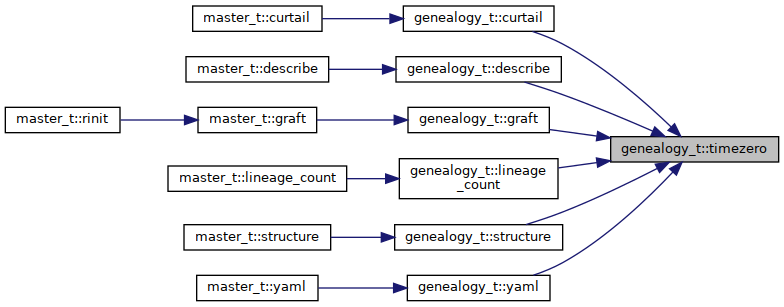 master_t::curtail
genealogy_t::curtail
master_t::describe
genealogy_t::describe
master_t::rinit
master_t::graft
genealogy_t::graft
genealogy_t::timezero
master_t::lineage_count
genealogy_t::lineage
_count
master_t::structure
genealogy_t::structure
master_t::yaml
genealogy_t::yaml